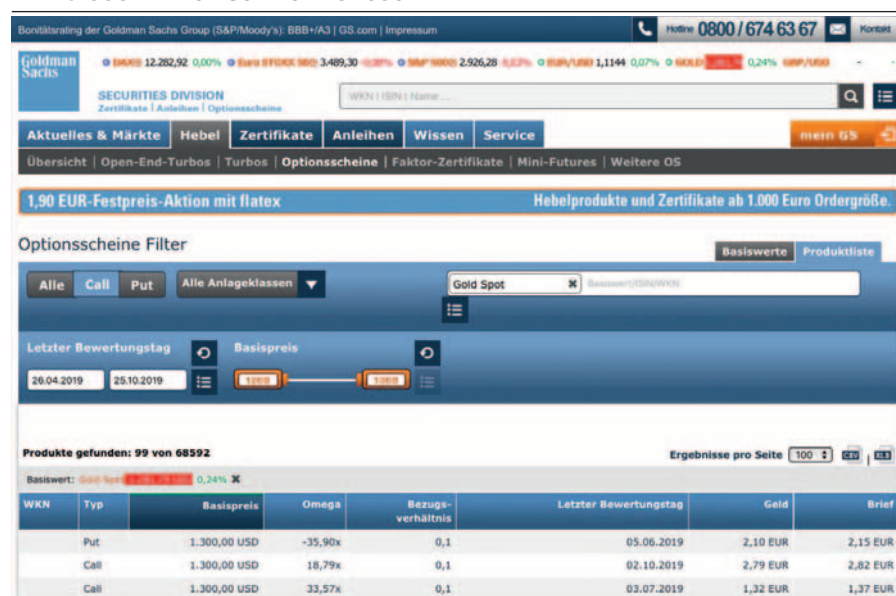 Bonitätsrating der Goldman Sachs Group (S&P/Moody's): BBB+/A3 | GS.com | Impressum
Hotline 0800 / 674 63 67
Kontakt
Goldman
Sachs
12.282,92 0,00% 3.489,30 2.926,28 1,1144 0,07% 0,24%
SECURITIES DIVISION
Zertifikate | Anleihen | Optionsscheine
WKN | ISIN | Name ...
Aktuelles & Märkte Hebel Zertifikate Anleihen Wissen Service
mein GS
Übersicht | Open-End-Turbos | Turbos | Optionsscheine | Faktor-Zertifikate | Mini-Futures | Weitere OS
1,90 EUR-Festpreis-Aktion mit flatex
Hebelprodukte und Zertifikate ab 1.000 Euro Ordergröße.
Optionsscheine Filter
Basiswerte Produktliste
Alle Call Put Alle Anlageklassen
Gold Spot
Basiswert/ISIN/WKN
Letzter Bewertungstag Basispreis
26.04.2019 25.10.2019
Produkte gefunden: 99 von 68592
Ergebnisse pro Seite 100 CSV | XLS
Basiswert: Gold Spot 0,24%
WKN Typ Basispreis Omega Bezugs-verhältnis Letzter Bewertungstag Geld Brief
Put 1.300,00 USD -35,90x 0,1 05.06.2019 2,10 EUR 2,15 EUR
Call 1.300,00 USD 18,79x 0,1 02.10.2019 2,79 EUR 2,82 EUR
Call 1.300,00 USD 33,57x 0,1 03.07.2019 1,32 EUR 1,37 EUR